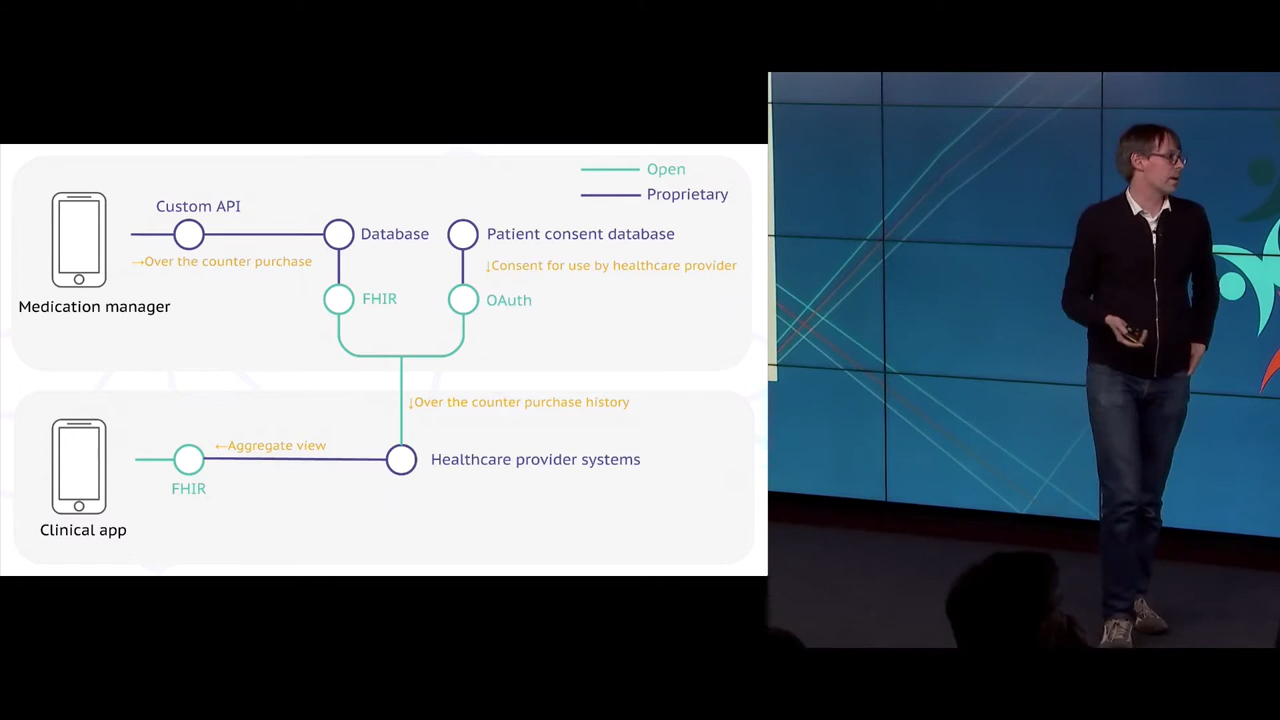 Open
Proprietary
Custom API
Database
Patient consent database
→Over the counter purchase
↓Consent for use by healthcare provider
Medication manager
FHIR
OAuth
↓Over the counter purchase history
←Aggregate view
Healthcare provider systems
FHIR
Clinical app